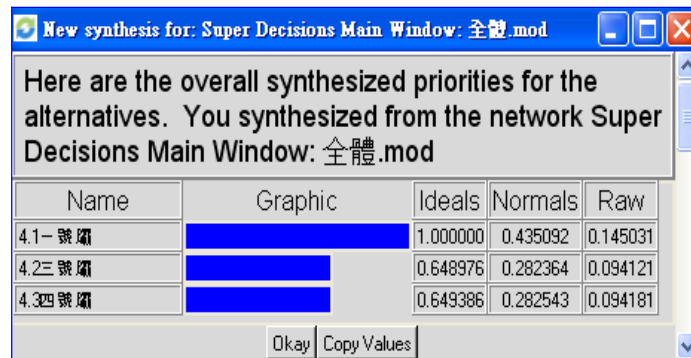 New synthesis for: Super Decisions Main Window: 全體.mod
Here are the overall synthesized priorities for the
alternatives. You synthesized from the network Super
Decisions Main Window: 全體.mod
Name Graphic Ideals Normals Raw
4.1一號 1.000000 0.435092 0.145031
4.2三號 0.648976 0.282364 0.094121
4.3四號 0.649386 0.282543 0.094181
Okay Copy Values